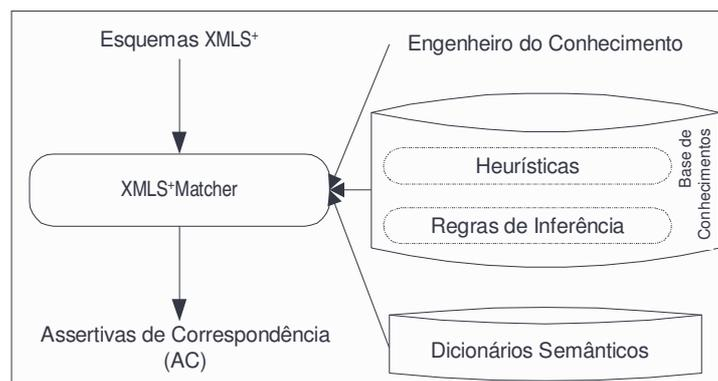 Esquemas XMLS⁺
Engenheiro do Conhecimento
XMLS⁺Matcher
Heurísticas
Regras de Inferência
Base de
Conhecimentos
Assertivas de Correspondência
(AC)
Dicionários Semânticos